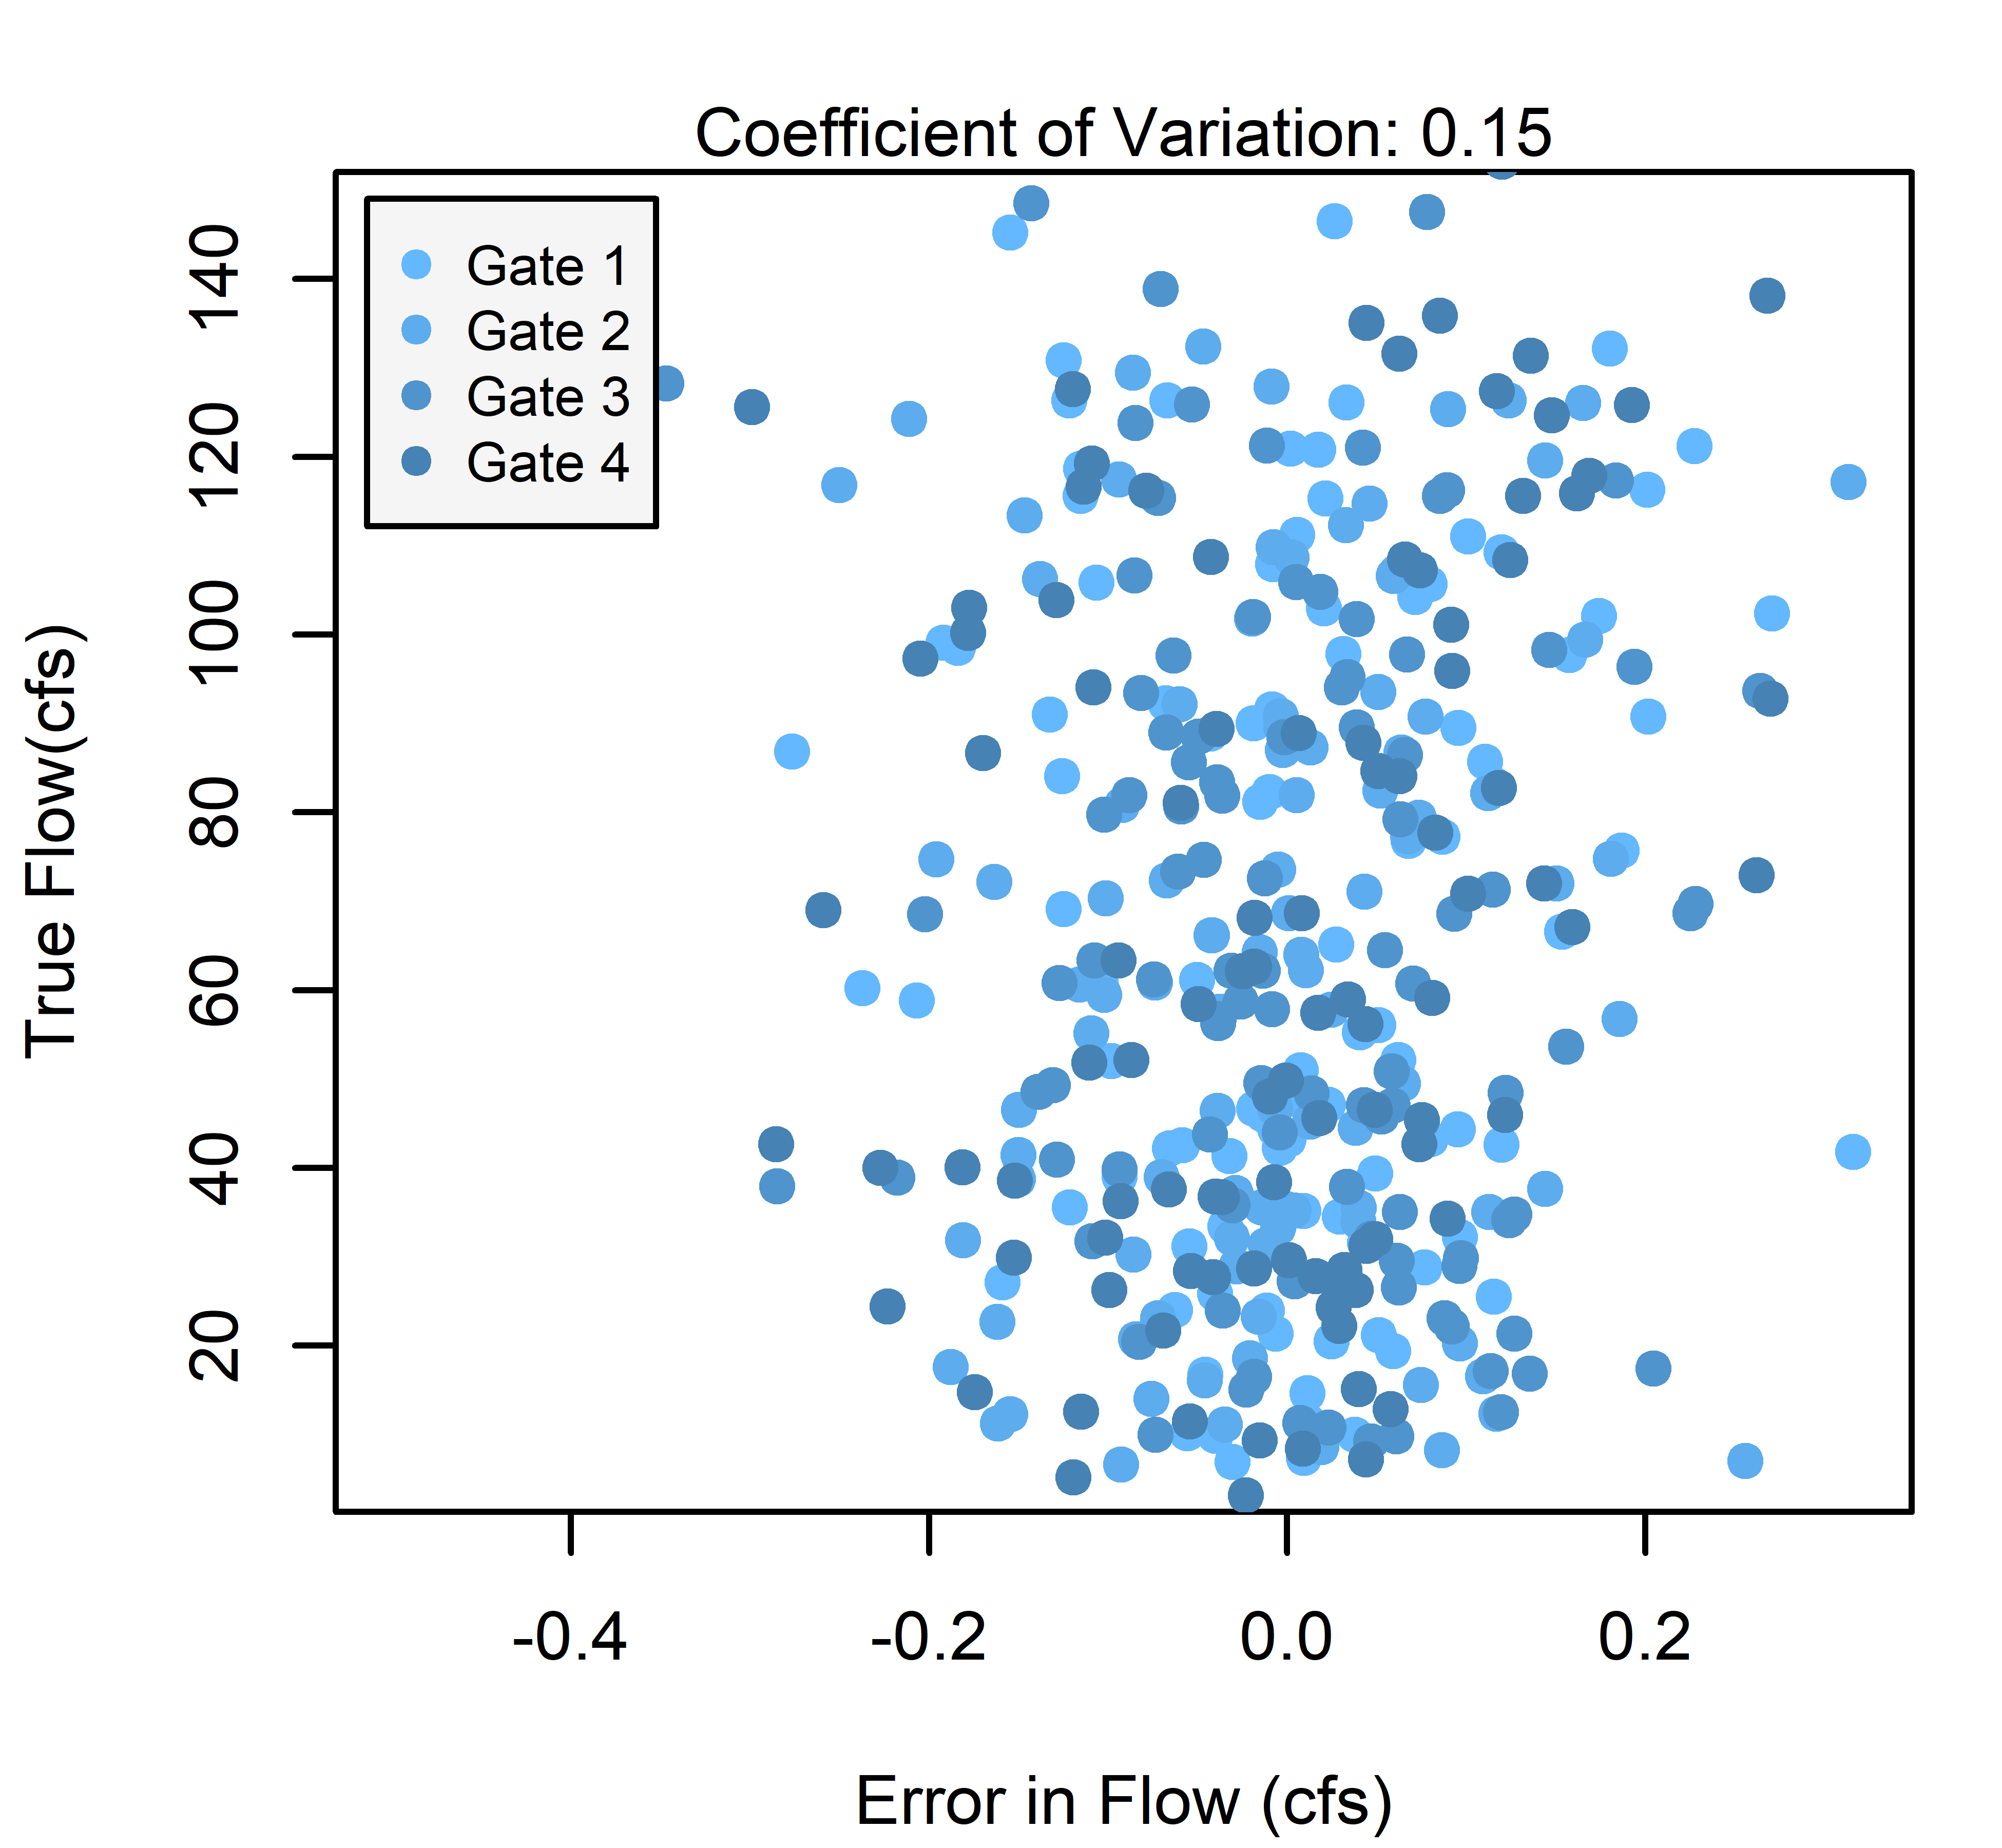 Coefficient of Variation: 0.15
Gate 1
Gate 2
Gate 3
Gate 4
True Flow(cfs)
140
120
100
80
60
40
20
-0.4
-0.2
0.0
0.2
Error in Flow (cfs)